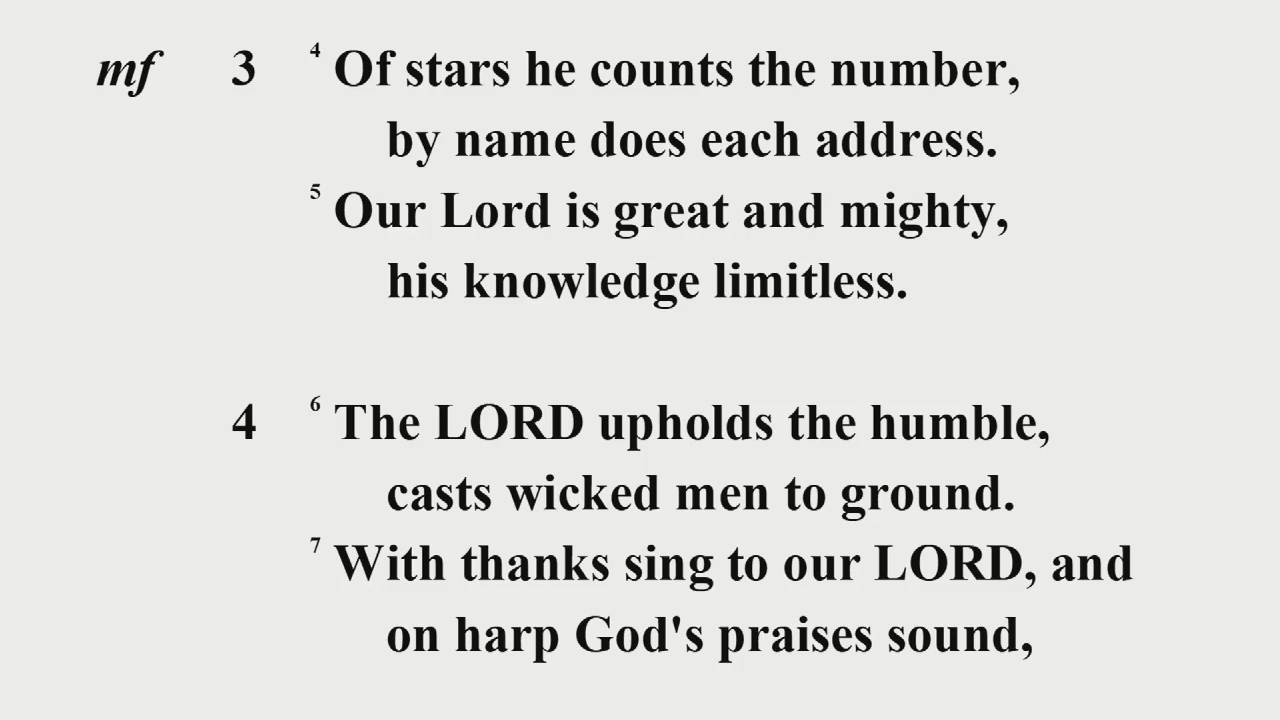 mf 3 4 Of stars he counts the number,
by name does each address.
5 Our Lord is great and mighty,
his knowledge limitless.
4 6 The LORD upholds the humble,
casts wicked men to ground.
7 With thanks sing to our LORD, and
on harp God's praises sound,